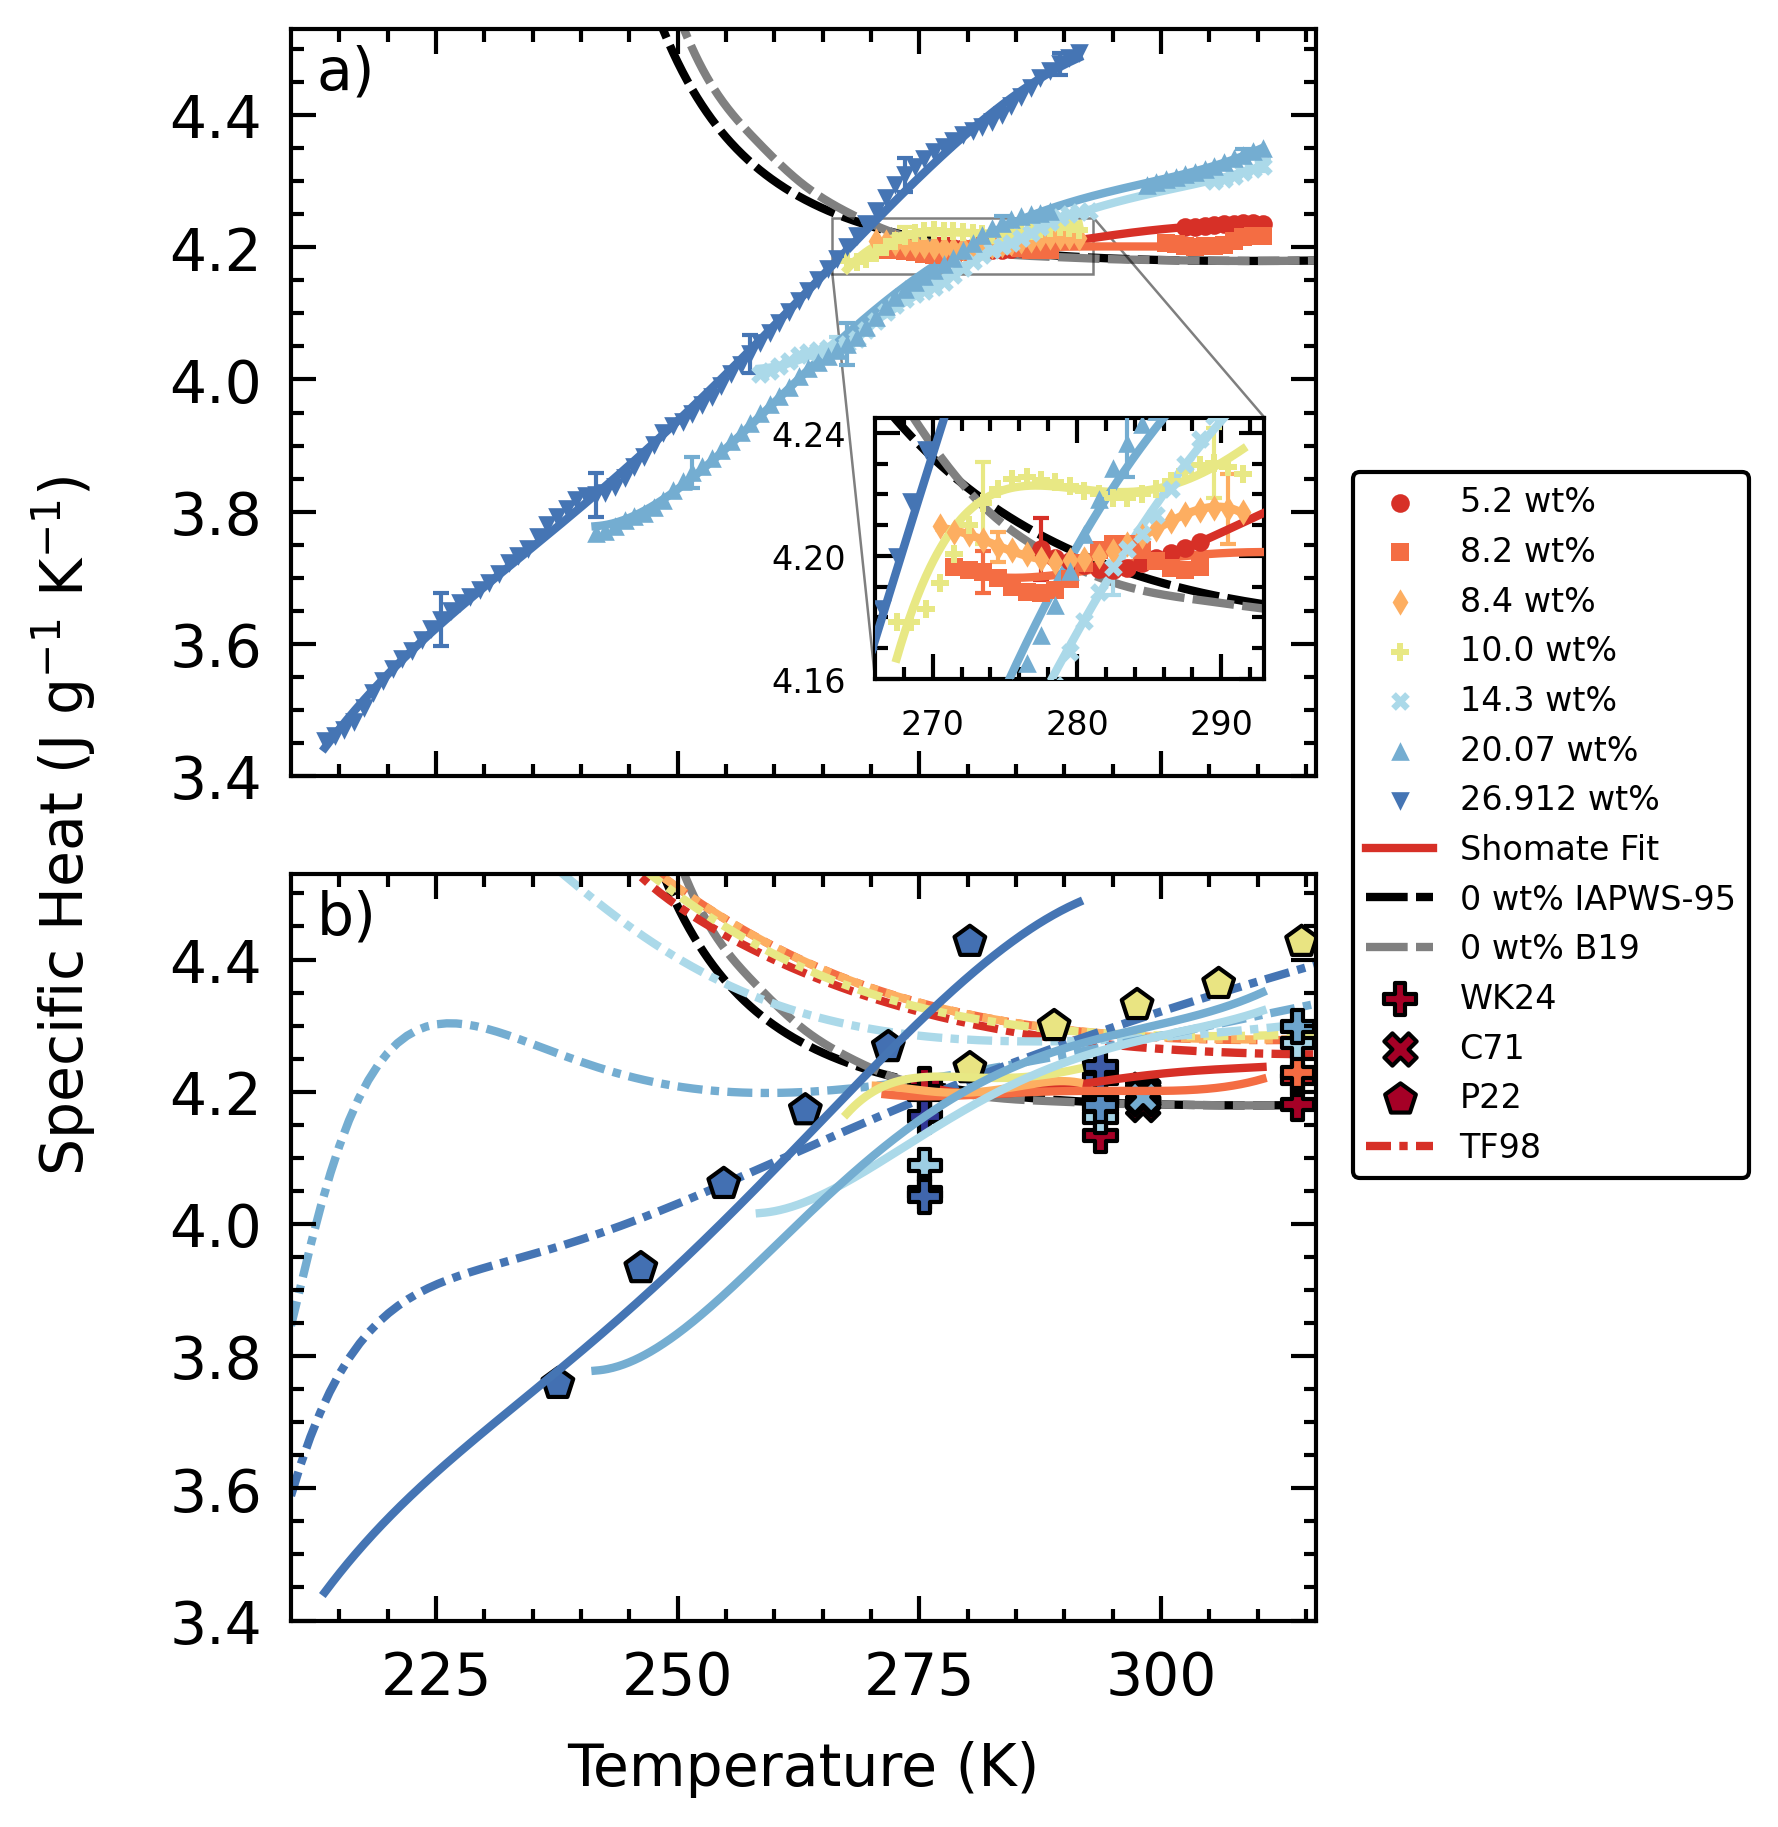 a)
4.4
4.2
4.0
3.8
3.6
3.4
4.24
4.20
4.16
270 280 290
Specific Heat (J g⁻¹ K⁻¹)
b)
4.4
4.2
4.0
3.8
3.6
3.4
225 250 275 300
Temperature (K)
5.2 wt%
8.2 wt%
8.4 wt%
10.0 wt%
14.3 wt%
20.07 wt%
26.912 wt%
Shomate Fit
0 wt% IAPWS-95
0 wt% B19
WK24
C71
P22
TF98